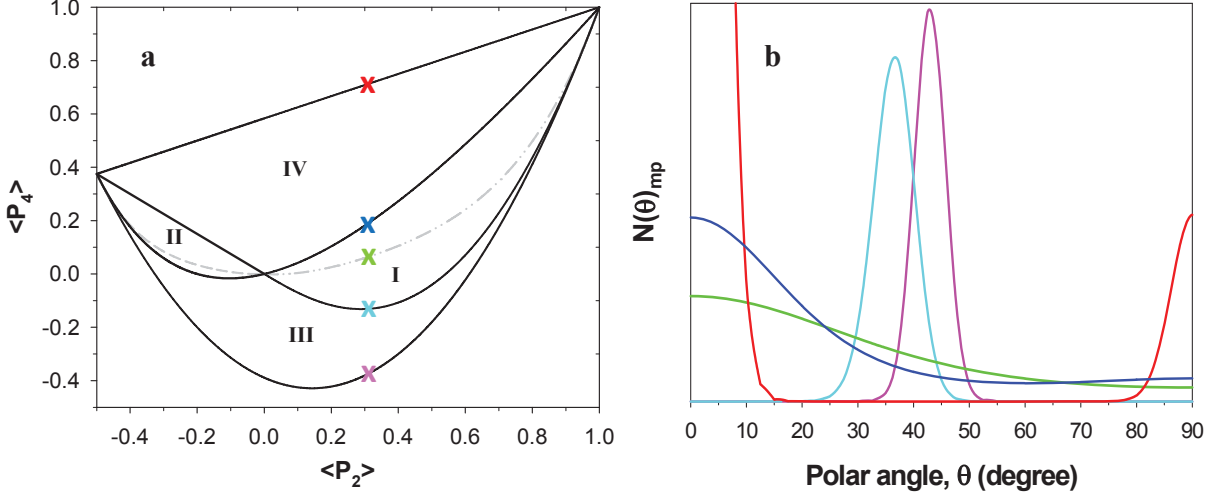 a
IV
II
I
III
1.0
0.8
0.6
0.4
0.2
0.0
-0.2
-0.4
<P4>
-0.4 -0.2 0.0 0.2 0.4 0.6 0.8 1.0
<P2>
b
N(θ)mp
0 10 20 30 40 50 60 70 80 90
Polar angle, θ (degree)